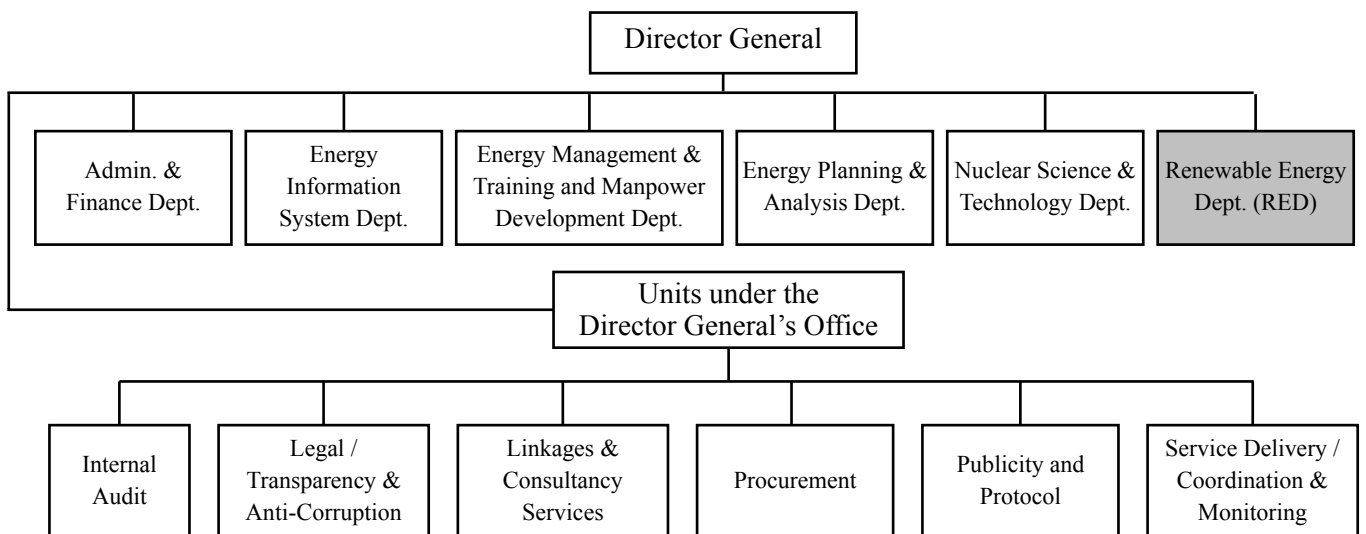 Director General
Admin. &
Finance Dept.
Energy
Information
System Dept.
Energy Management &
Training and Manpower
Development Dept.
Energy Planning &
Analysis Dept.
Nuclear Science &
Technology Dept.
Renewable Energy
Dept. (RED)
Units under the
Director General’s Office
Internal
Audit
Legal /
Transparency &
Anti-Corruption
Linkages &
Consultancy
Services
Procurement
Publicity and
Protocol
Service Delivery /
Coordination &
Monitoring